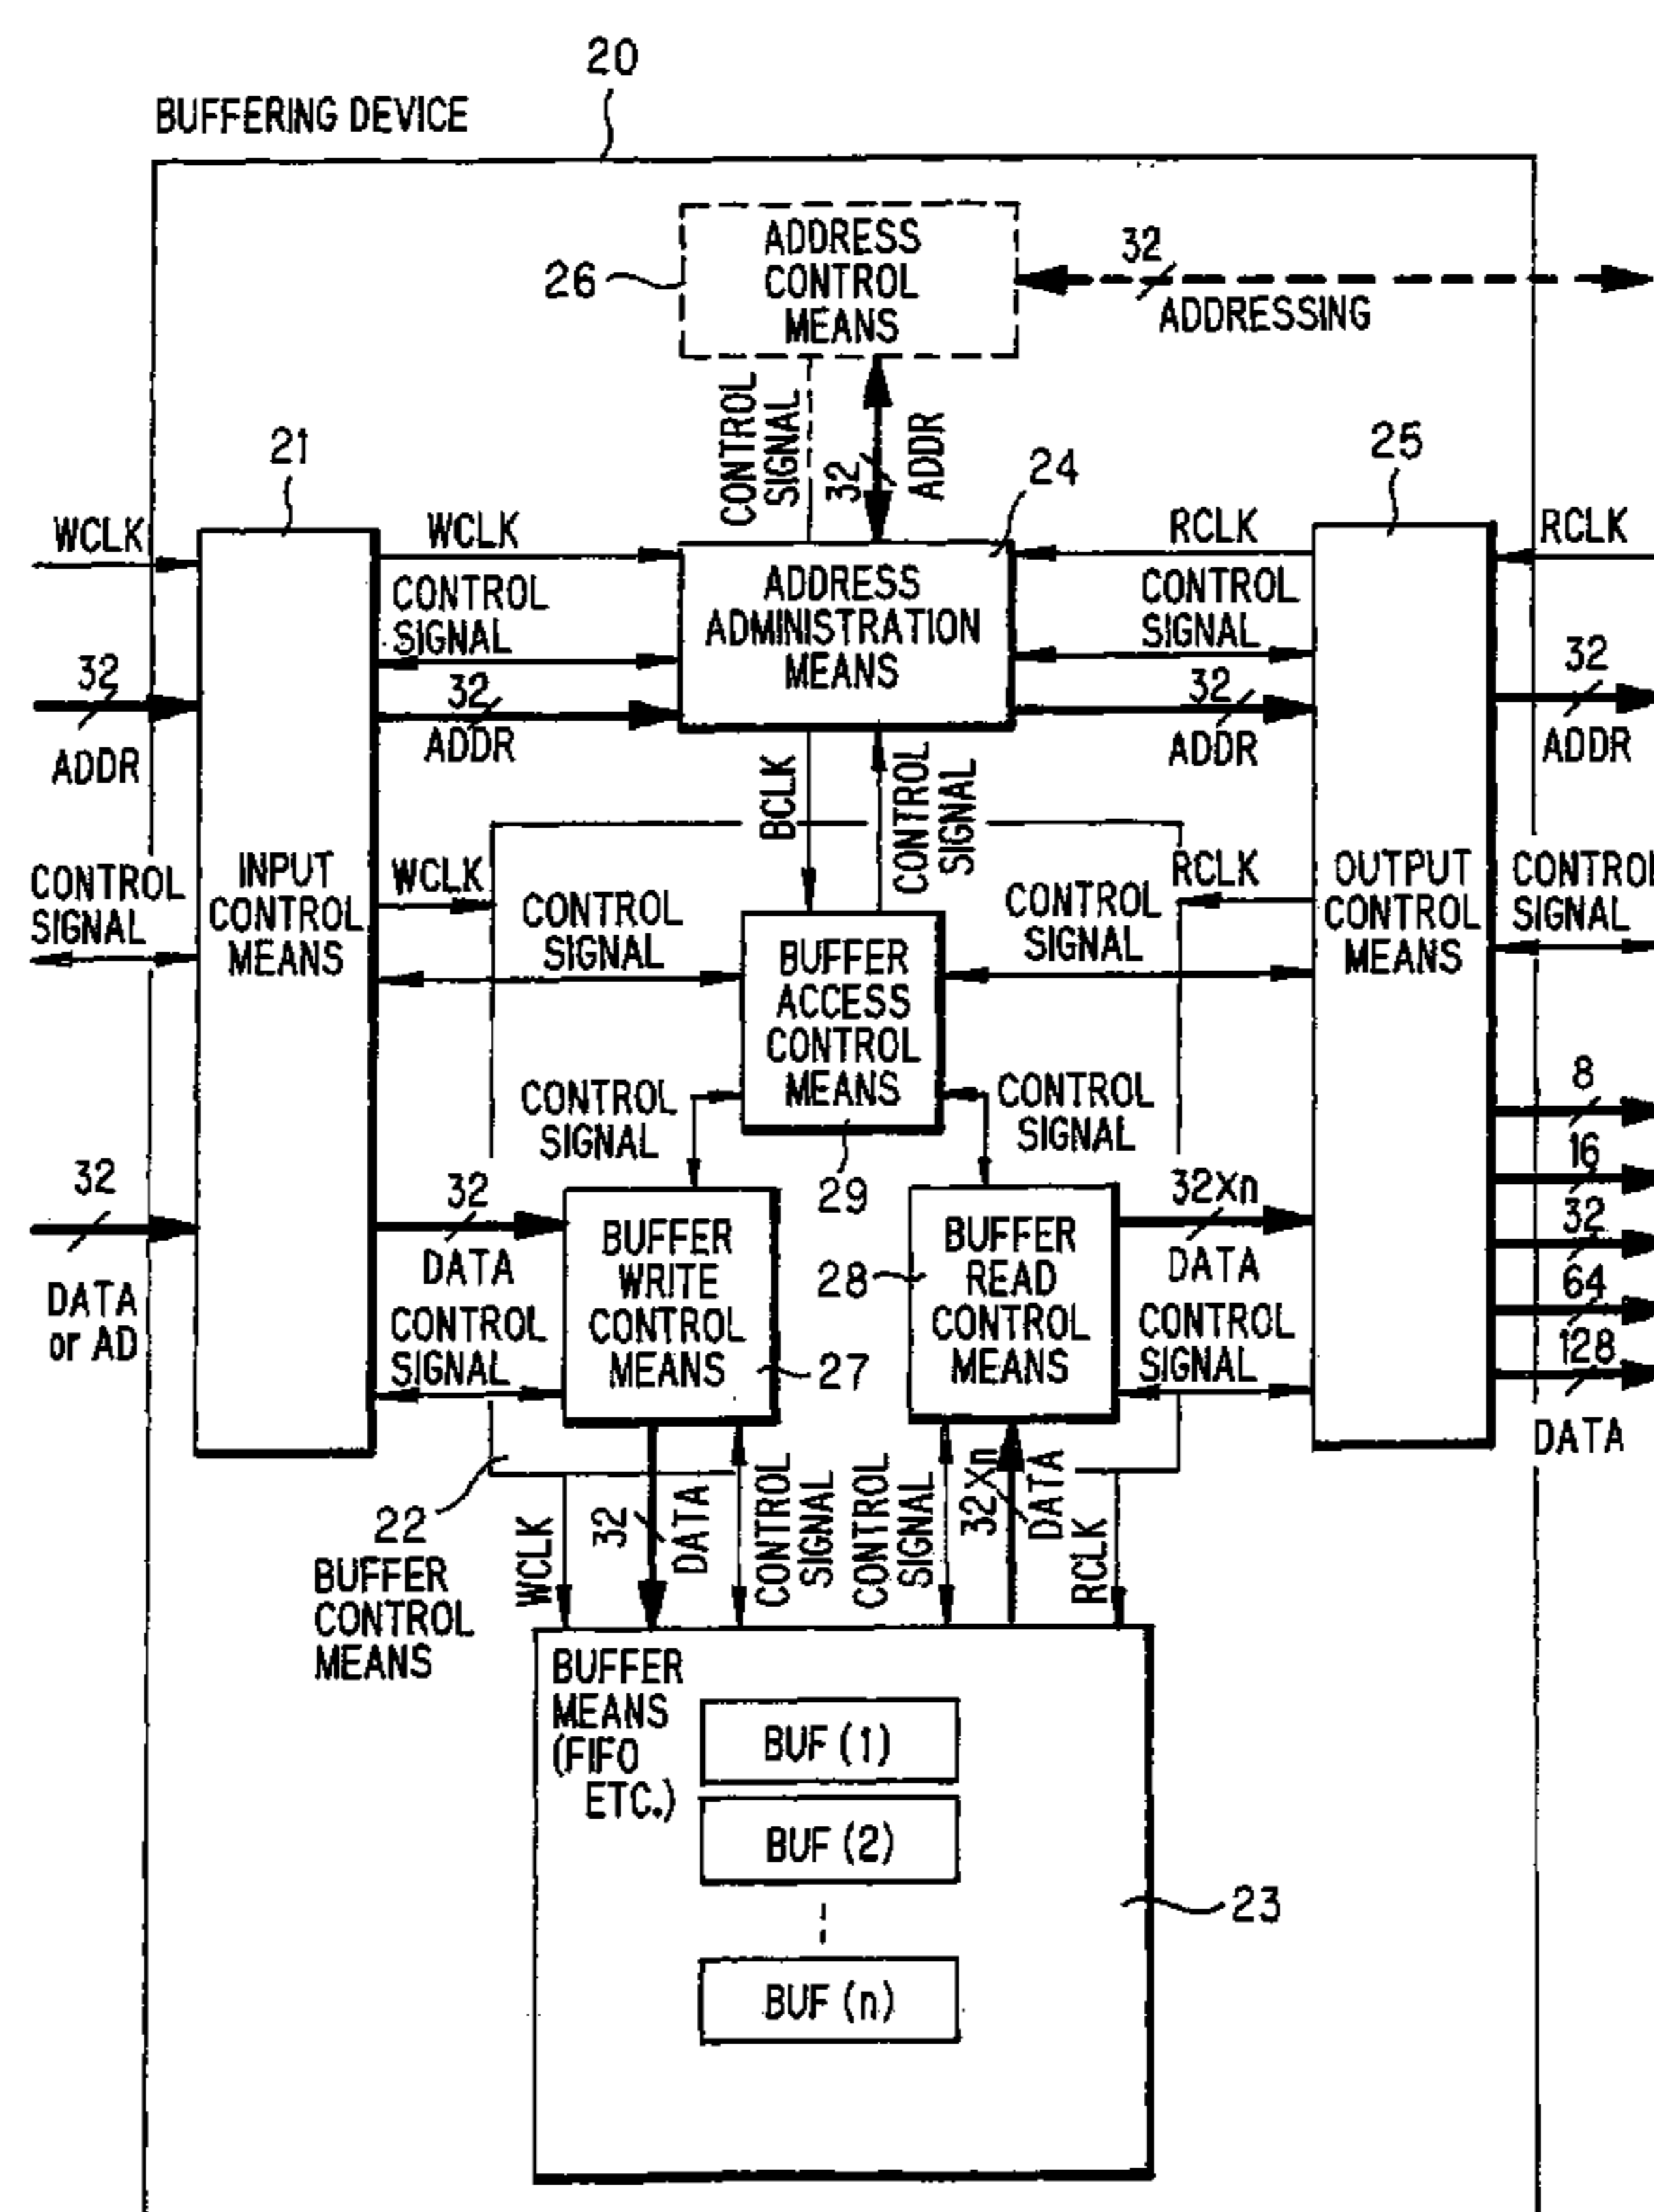 20
BUFFERING DEVICE
ADDRESS
CONTROL
MEANS
26
32
ADDRESSING
CONTROL
SIGNAL
32
ADDR
21
24
25
WCLK
WCLK
RCLK
RCLK
CONTROL
SIGNAL
ADDRESS
ADMINISTRATION
MEANS
CONTROL
SIGNAL
32
ADDR
32
ADDR
32
ADDR
32
ADDR
BCLK
CONTROL
SIGNAL
CONTROL
SIGNAL
INPUT
CONTROL
MEANS
WCLK
CONTROL
SIGNAL
BUFFER
ACCESS
CONTROL
MEANS
29
CONTROL
SIGNAL
RCLK
OUTPUT
CONTROL
MEANS
CONTROL
SIGNAL
CONTROL
SIGNAL
CONTROL
SIGNAL
8
16
32
64
128
DATA
32
DATA
or AD
32
DATA
CONTROL
SIGNAL
BUFFER
WRITE
CONTROL
MEANS
27
28
BUFFER
READ
CONTROL
MEANS
32×n
DATA
CONTROL
SIGNAL
22
BUFFER
CONTROL
MEANS
WCLK
32
DATA
CONTROL
SIGNAL
CONTROL
SIGNAL
32×n
DATA
RCLK
BUFFER
MEANS
(FIFO
ETC.)
BUF (1)
BUF (2)
BUF (n)
23